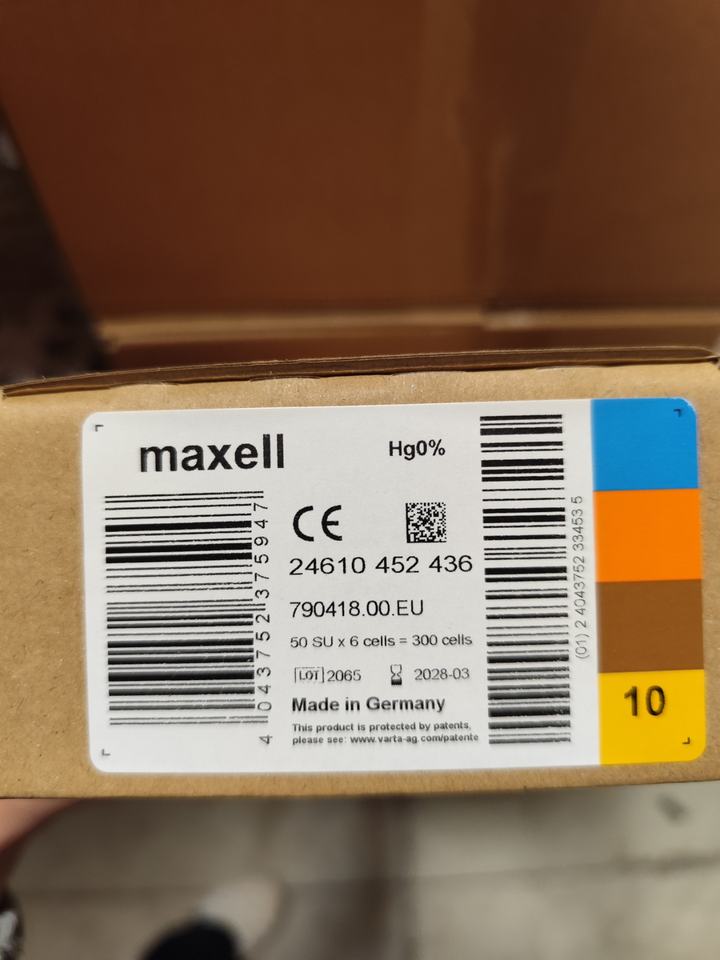 maxell
Hg0%
CE
24610 452 436
790418.00.EU
50 SU x 6 cells = 300 cells
LOT 2065
2028-03
Made in Germany
This product is protected by patents,
please see: www.varta-ag.com/patente
4 043752 375947
(01) 2 4043752 33453 5
10